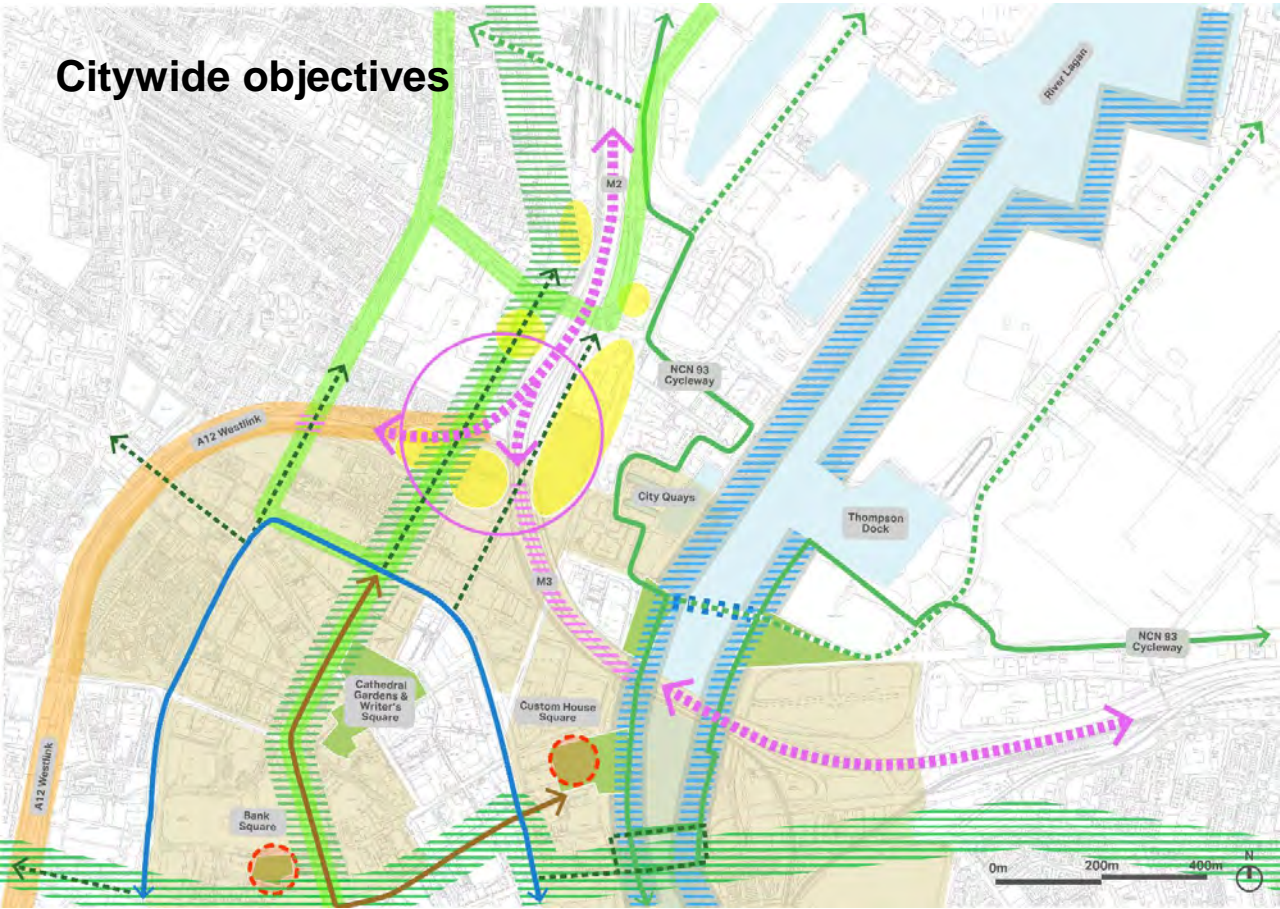 Citywide objectives
River Lagan
M2
NCN 93
Cycleway
A12 Westlink
City Quays
Thompson
Dock
M3
NCN 93
Cycleway
Cathedral
Gardens &
Writer's
Square
Custom House
Square
A12 Westlink
Bank
Square
0m
200m
400m
N